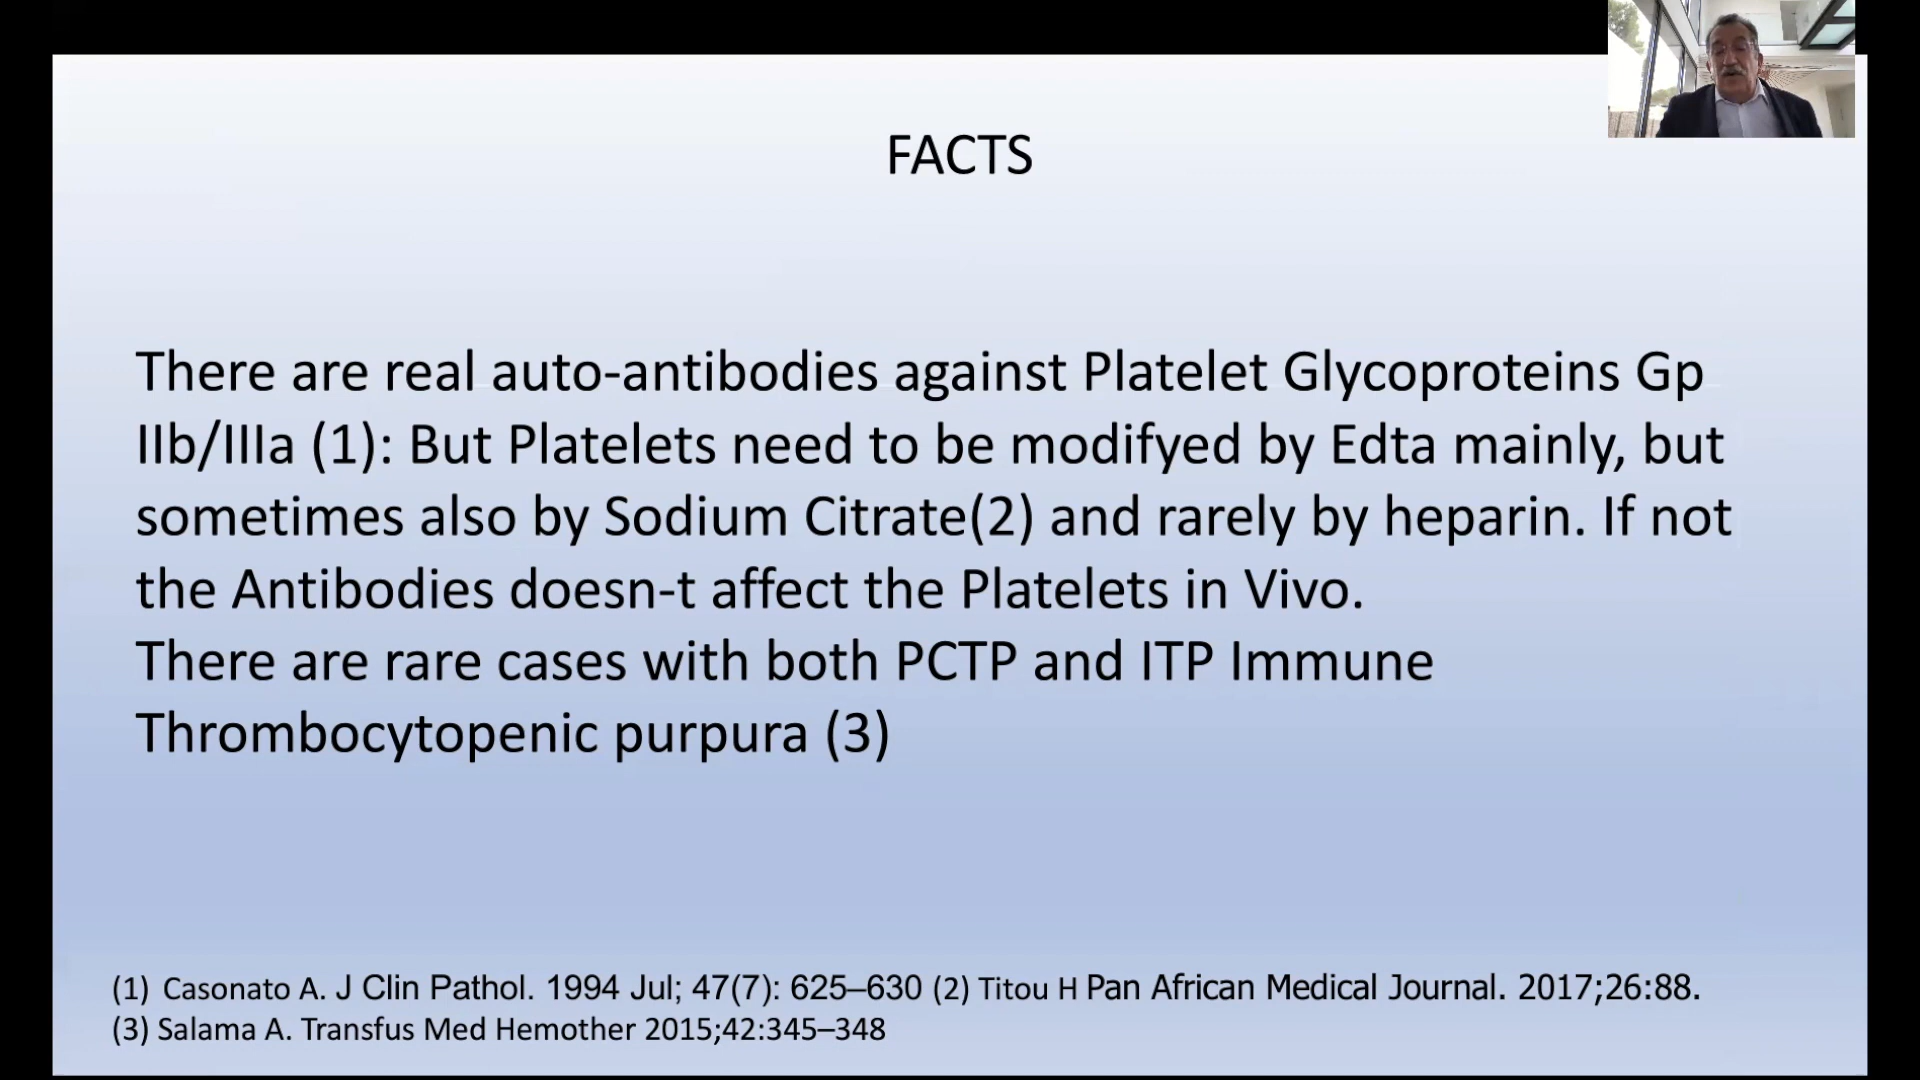 FACTS
There are real auto-antibodies against Platelet Glycoproteins Gp
IIb/IIIa (1): But Platelets need to be modifyed by Edta mainly, but
sometimes also by Sodium Citrate(2) and rarely by heparin. If not
the Antibodies doesn-t affect the Platelets in Vivo.
There are rare cases with both PCTP and ITP Immune
Thrombocytopenic purpura (3)
(1) Casonato A. J Clin Pathol. 1994 Jul; 47(7): 625–630 (2) Titou H Pan African Medical Journal. 2017;26:88.
(3) Salama A. Transfus Med Hemother 2015;42:345–348